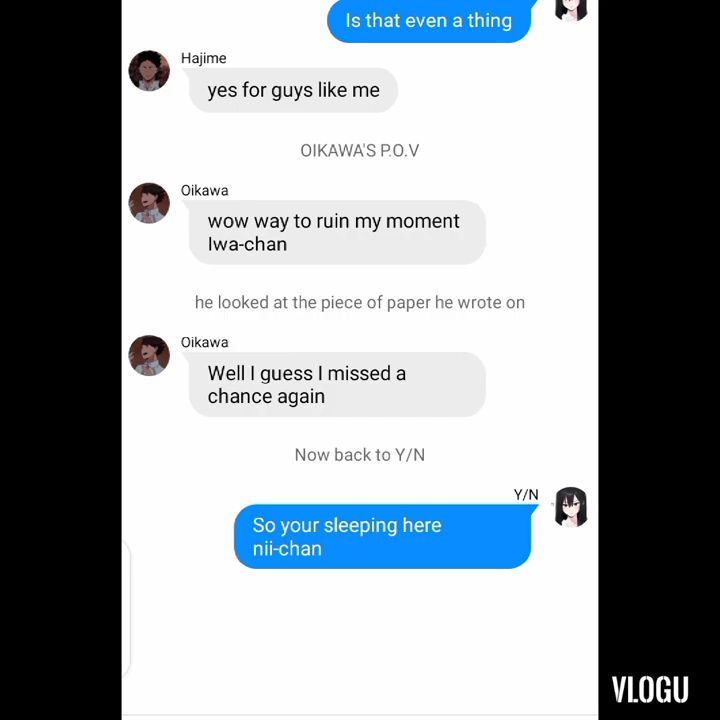 Is that even a thing
Hajime
yes for guys like me
OIKAWA'S P.O.V
Oikawa
wow way to ruin my moment
Iwa-chan
he looked at the piece of paper he wrote on
Oikawa
Well I guess I missed a
chance again
Now back to Y/N
Y/N
So your sleeping here
nii-chan
VLOGU